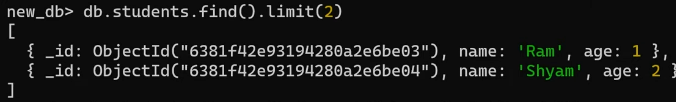 new_db> db.students.find().limit(2)
[
  { _id: ObjectId("6381f42e93194280a2e6be03"), name: 'Ram', age: 1 },
  { _id: ObjectId("6381f42e93194280a2e6be04"), name: 'Shyam', age: 2 }
]